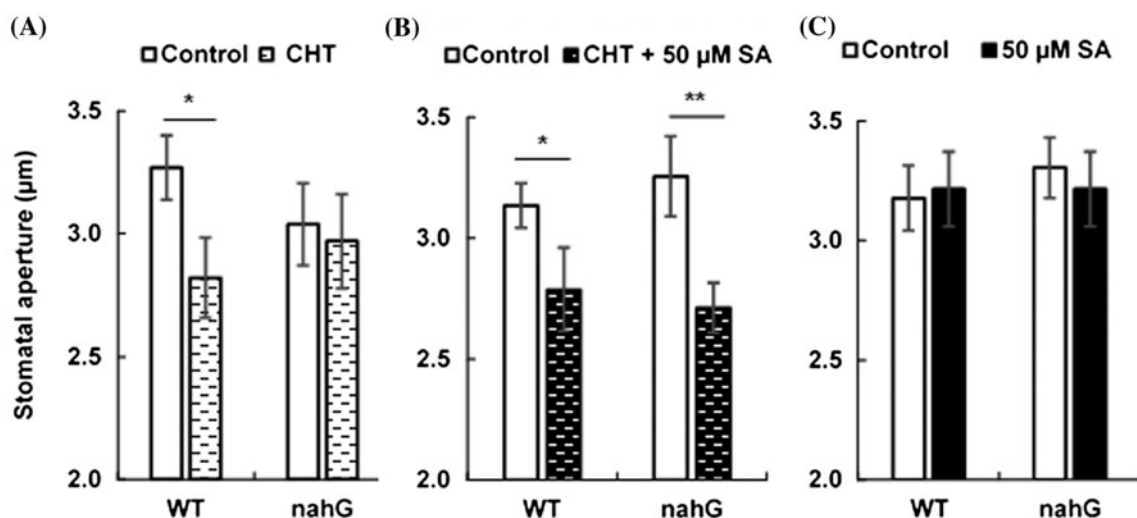 (A)
Control CHT
*
Stomatal aperture (µm)
3.5
3.0
2.5
2.0
WT nahG
(B)
Control CHT + 50 µM SA
*
**
3.5
3.0
2.5
2.0
WT nahG
(C)
Control 50 µM SA
3.5
3.0
2.5
2.0
WT nahG